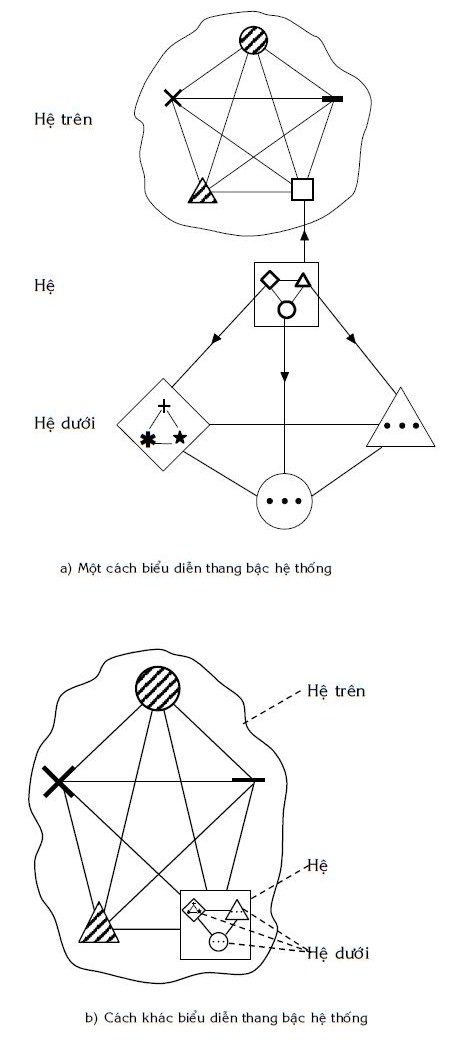 Hệ trên
Hệ
Hệ dưới
a) Một cách biểu diễn thang bậc hệ thống
Hệ trên
Hệ
Hệ dưới
b) Cách khác biểu diễn thang bậc hệ thống